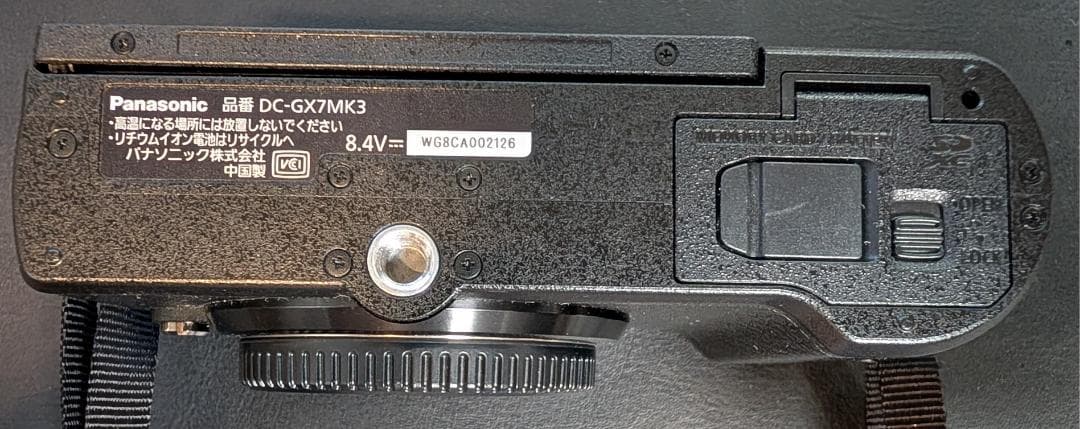 Panasonic 品番 DC-GX7MK3
・高温になる場所には放置しないでください
・リチウムイオン電池はリサイクルへ
パナソニック株式会社
中国製 VCCI
8.4V⎓ WG8CA002126
MEMORY CARD / BATTERY
OPEN
LOCK